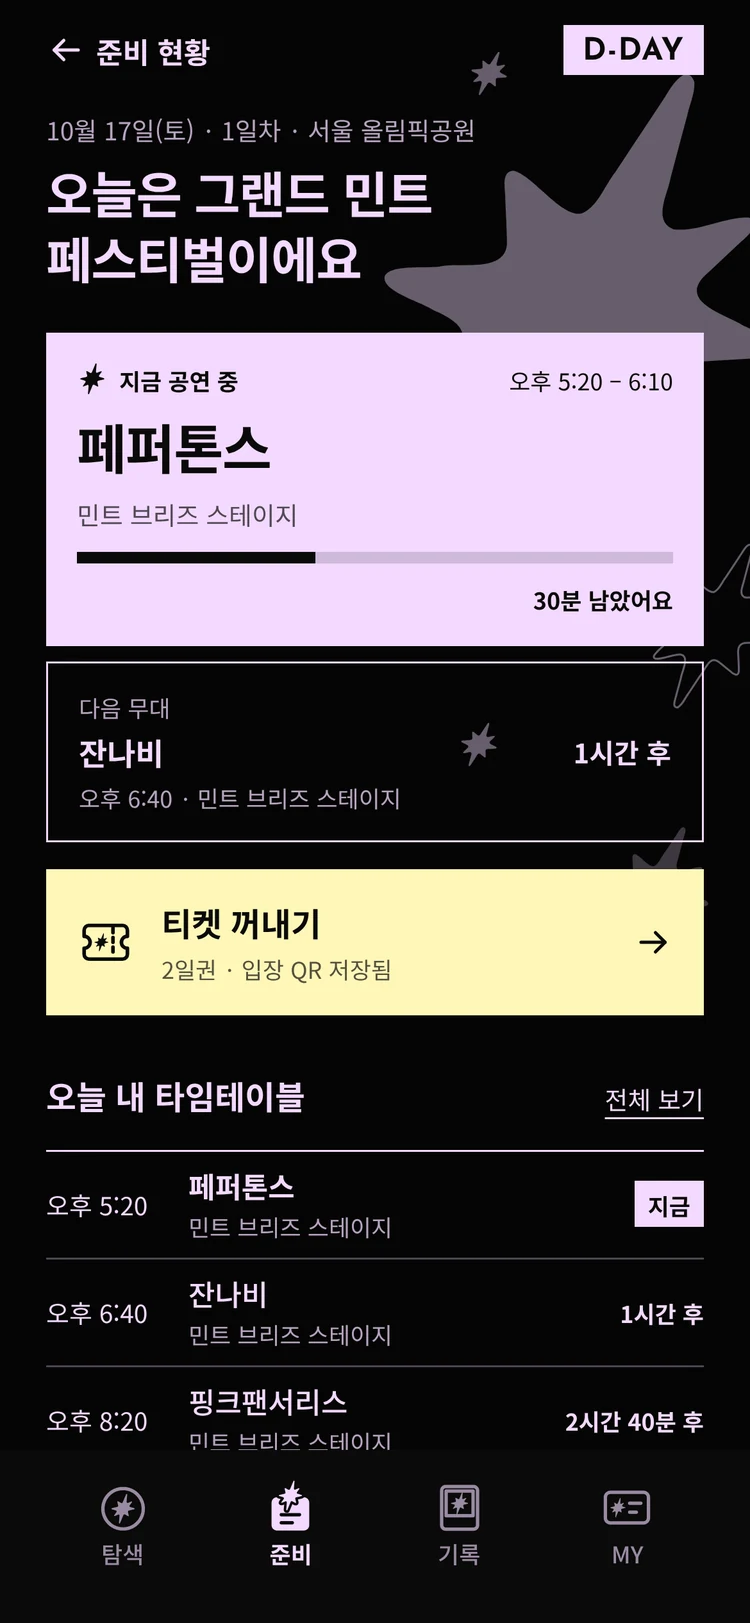 준비 현황
D-DAY
10월 17일(토) · 1일차 · 서울 올림픽공원
오늘은 그랜드 민트
페스티벌이에요
지금 공연 중
오후 5:20 – 6:10
페퍼톤스
민트 브리즈 스테이지
30분 남았어요
다음 무대
잔나비
1시간 후
오후 6:40 · 민트 브리즈 스테이지
티켓 꺼내기
2일권 · 입장 QR 저장됨
오늘 내 타임테이블
전체 보기
오후 5:20
페퍼톤스
민트 브리즈 스테이지
지금
오후 6:40
잔나비
민트 브리즈 스테이지
1시간 후
오후 8:20
핑크팬서리스
민트 브리즈 스테이지
2시간 40분 후
탐색
준비
기록
MY